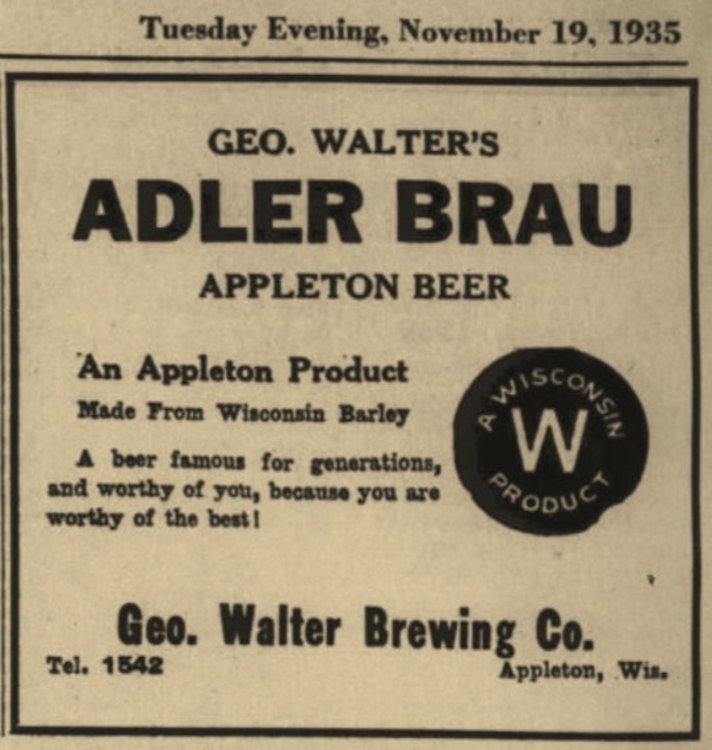 Tuesday Evening, November 19, 1935
GEO. WALTER'S
ADLER BRAU
APPLETON BEER
An Appleton Product
Made From Wisconsin Barley
A beer famous for generations,
and worthy of you, because you are
worthy of the best!
A WISCONSIN
W
PRODUCT
Geo. Walter Brewing Co.
Tel. 1542
Appleton, Wis.